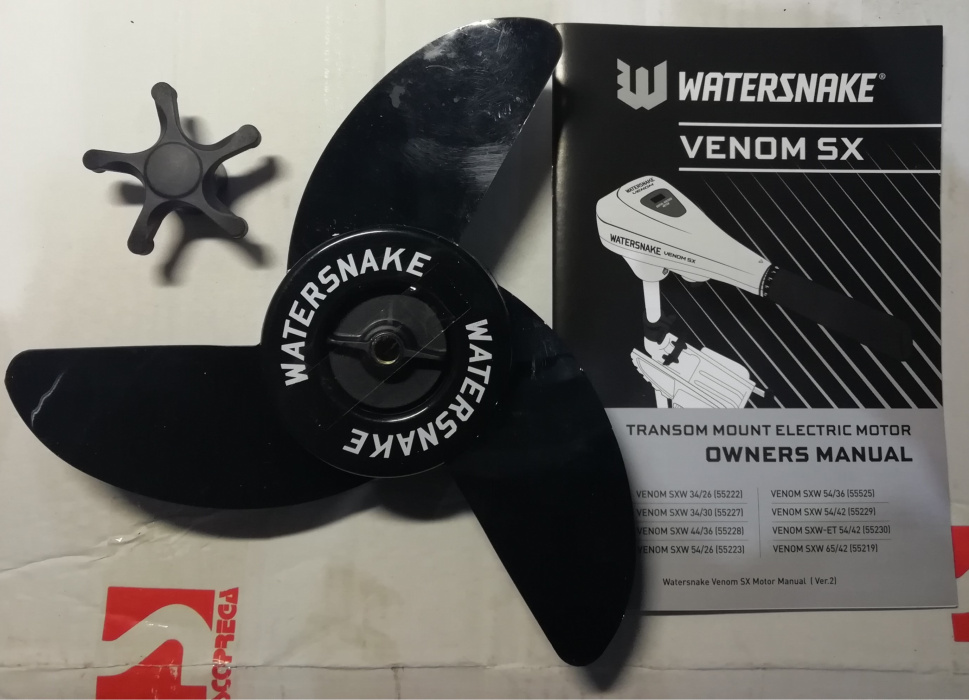 WATERSNAKE
WATERSNAKE
WATERSNAKE®
VENOM SX
WATERSNAKE
VENOM
WATERSNAKE VENOM SX
TRANSOM MOUNT ELECTRIC MOTOR
OWNERS MANUAL
VENOM SXW 34/26 (55222)
VENOM SXW 34/30 (55227)
VENOM SXW 44/36 (55228)
VENOM SXW 54/26 (55223)
VENOM SXW 54/36 (55525)
VENOM SXW 54/42 (55229)
VENOM SXW-ET 54/42 (55230)
VENOM SXW 65/42 (55219)
Watersnake Venom SX Motor Manual ( Ver.2)
SCOPREGA